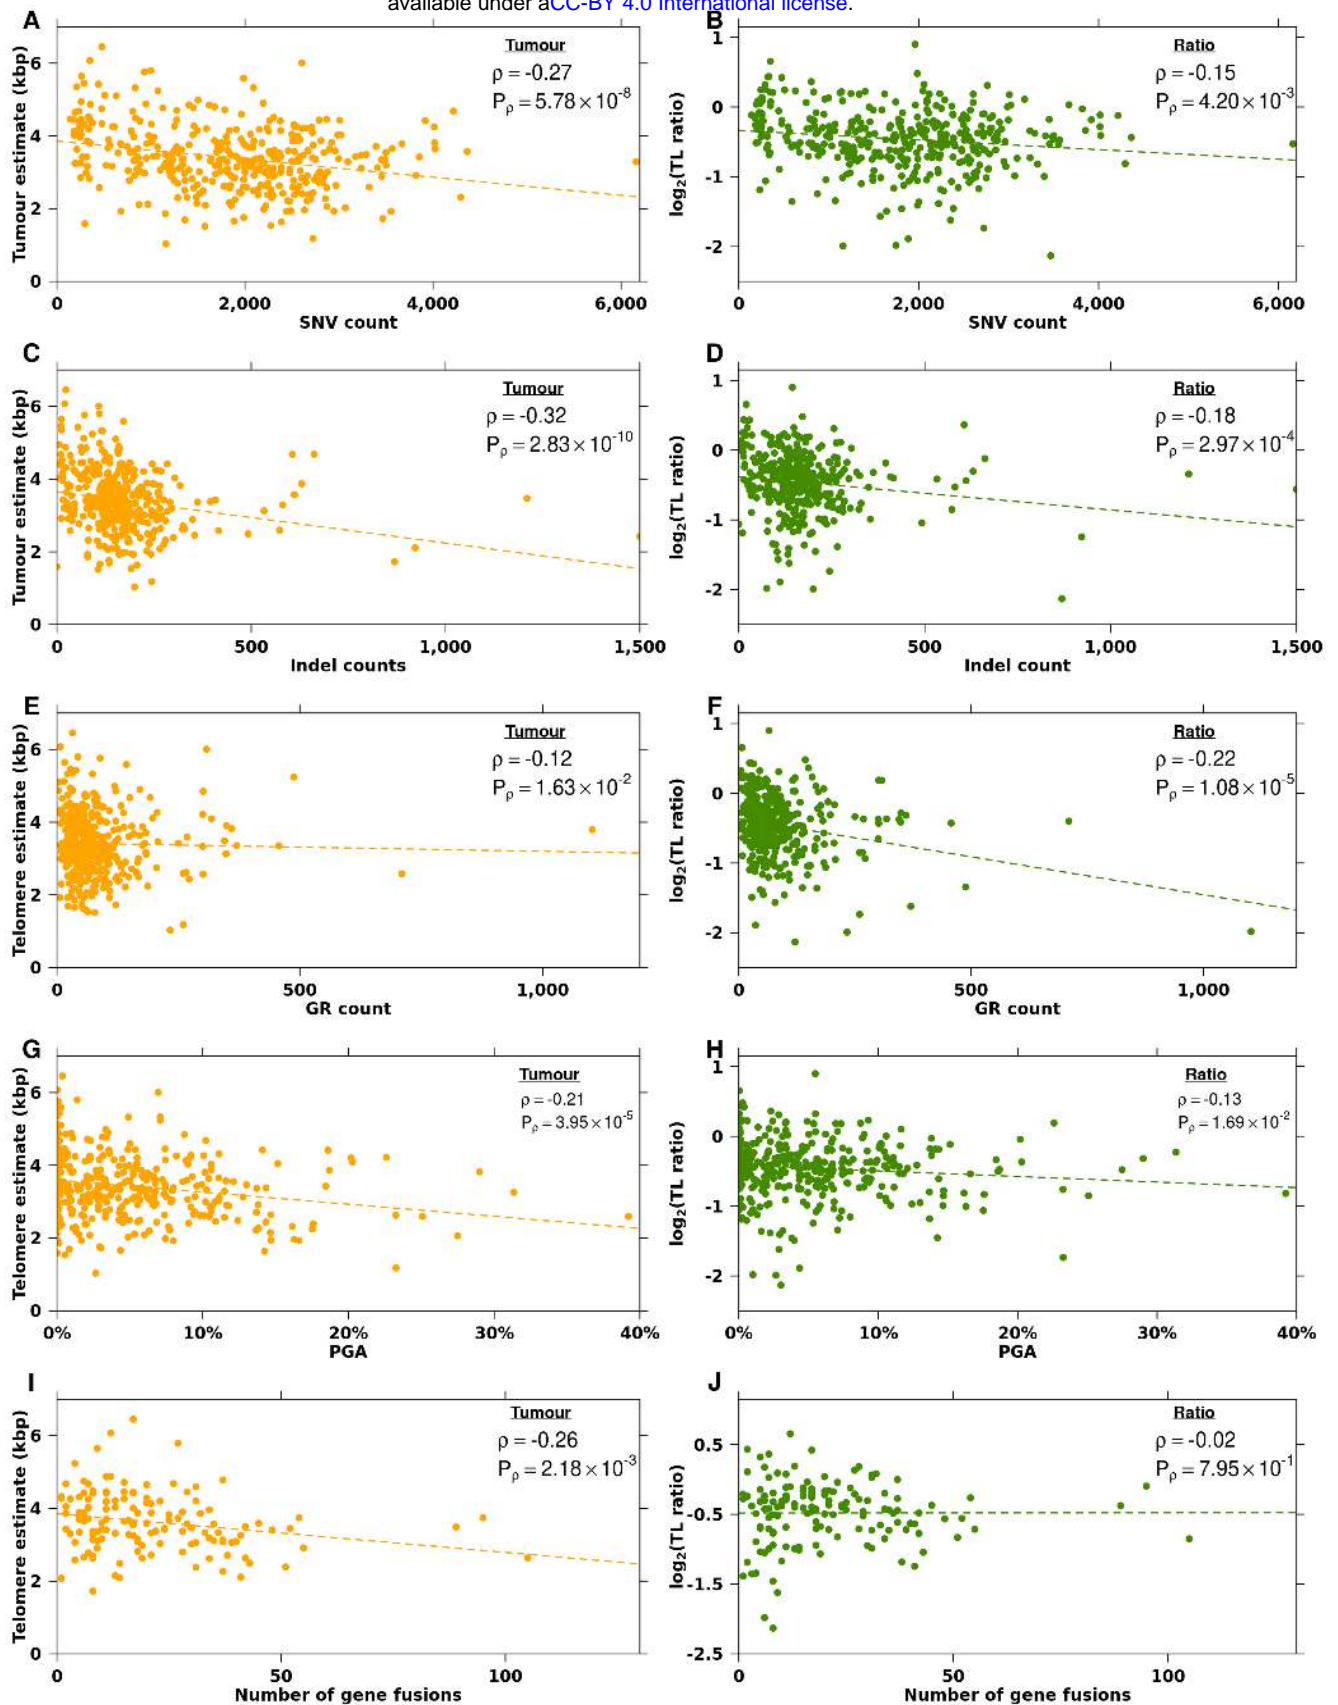 available under aCC-BY 4.0 International license.
A
Tumour estimate (kbp)
6
4
2
0
Tumour
ρ = -0.27
Pρ = 5.78 × 10-8
0 2,000 4,000 6,000
SNV count
B
log2(TL ratio)
1
0
-1
-2
Ratio
ρ = -0.15
Pρ = 4.20 × 10-3
0 2,000 4,000 6,000
SNV count
C
Tumour estimate (kbp)
6
4
2
0
Tumour
ρ = -0.32
Pρ = 2.83 × 10-10
0 500 1,000 1,500
Indel counts
D
log2(TL ratio)
1
0
-1
-2
Ratio
ρ = -0.18
Pρ = 2.97 × 10-4
0 500 1,000 1,500
Indel count
E
Telomere estimate (kbp)
6
4
2
0
Tumour
ρ = -0.12
Pρ = 1.63 × 10-2
0 500 1,000
GR count
F
log2(TL ratio)
1
0
-1
-2
Ratio
ρ = -0.22
Pρ = 1.08 × 10-5
0 500 1,000
GR count
G
Telomere estimate (kbp)
6
4
2
0
Tumour
ρ = -0.21
Pρ = 3.95 × 10-5
0% 10% 20% 30% 40%
PGA
H
log2(TL ratio)
1
0
-1
-2
Ratio
ρ = -0.13
Pρ = 1.69 × 10-2
0% 10% 20% 30% 40%
PGA
I
Telomere estimate (kbp)
6
4
2
0
Tumour
ρ = -0.26
Pρ = 2.18 × 10-3
0 50 100
Number of gene fusions
J
log2(TL ratio)
0.5
-0.5
-1.5
-2.5
Ratio
ρ = -0.02
Pρ = 7.95 × 10-1
0 50 100
Number of gene fusions